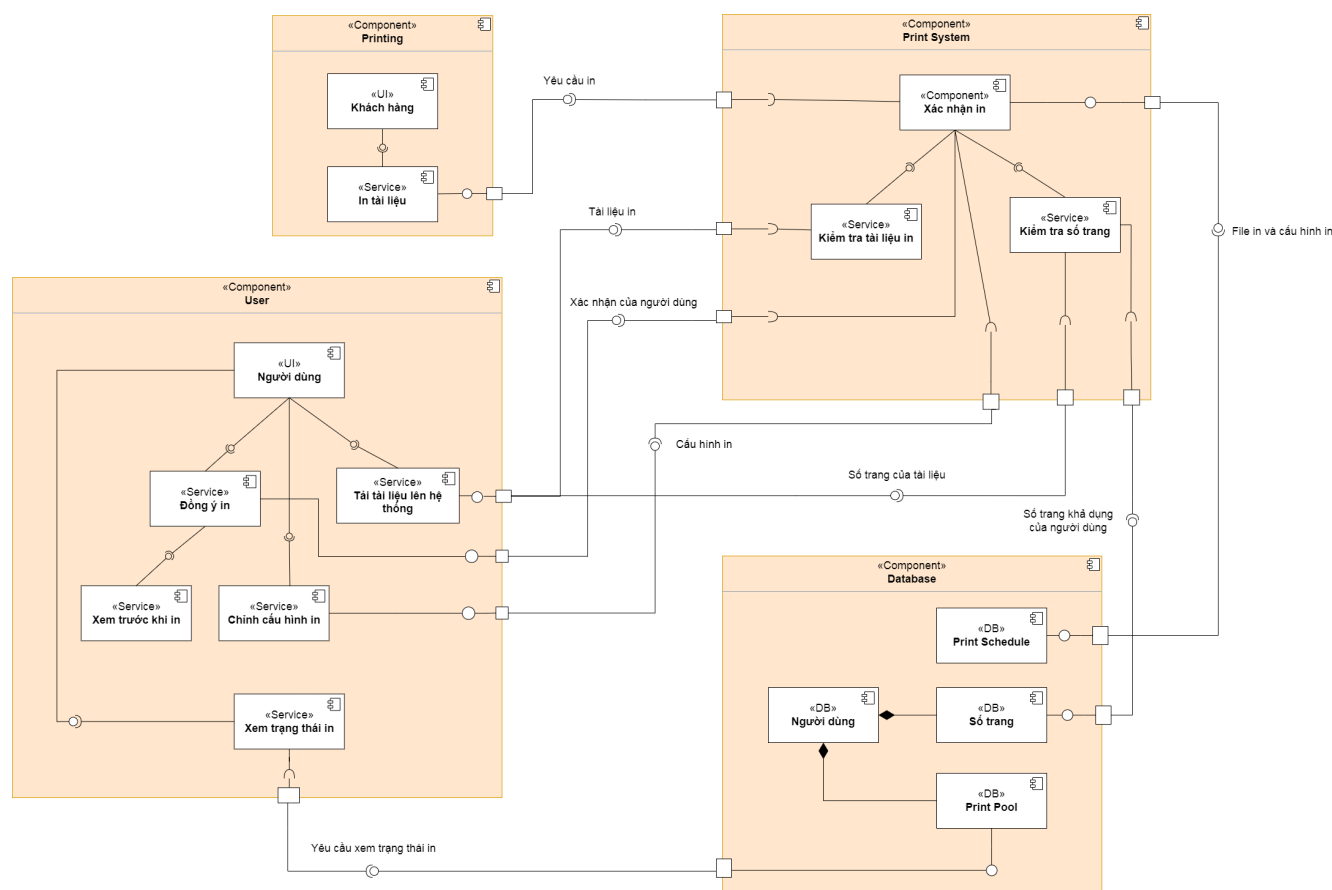 «Component»
Printing
«UI»
Khách hàng
«Service»
In tài liệu
Yêu cầu in
«Component»
Print System
«Component»
Xác nhận in
«Service»
Kiểm tra tài liệu in
«Service»
Kiểm tra số trang
Tài liệu in
File in và cấu hình in
Xác nhận của người dùng
«Component»
User
«UI»
Người dùng
«Service»
Đồng ý in
«Service»
Tải tài liệu lên hệ
thống
«Service»
Xem trước khi in
«Service»
Chỉnh cấu hình in
«Service»
Xem trạng thái in
Cấu hình in
Số trang của tài liệu
Số trang khả dụng
của người dùng
«Component»
Database
«DB»
Print Schedule
«DB»
Người dùng
«DB»
Số trang
«DB»
Print Pool
Yêu cầu xem trạng thái in